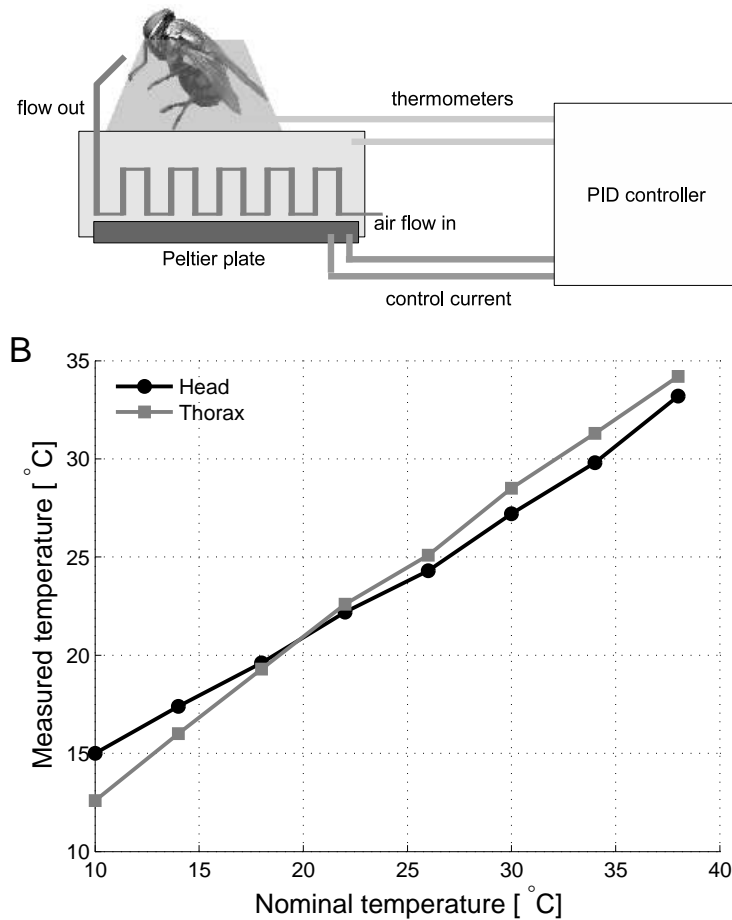 flow out
thermometers
PID controller
air flow in
Peltier plate
control current
B
Head
Thorax
Measured temperature [ °C]
35
30
25
20
15
10
10 15 20 25 30 35 40
Nominal temperature [ °C]